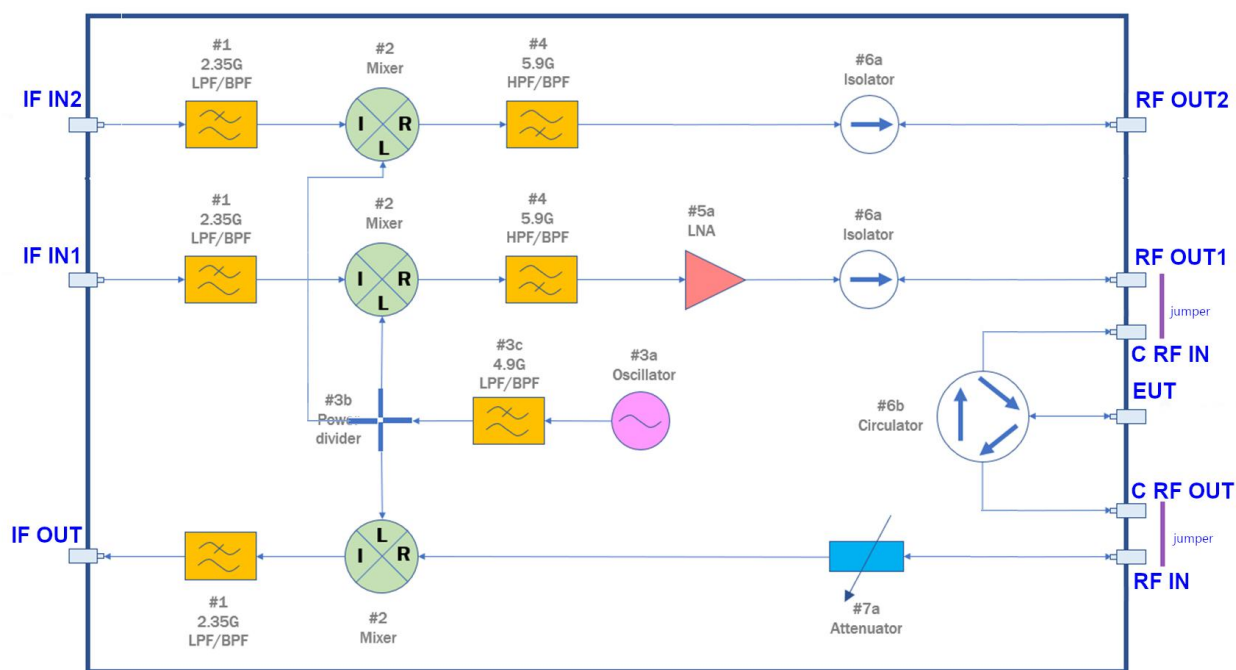 #1
2.35G
LPF/BPF
#2
Mixer
#4
5.9G
HPF/BPF
#6a
Isolator
IF IN2
I R
L
RF OUT2
#1
2.35G
LPF/BPF
#2
Mixer
#4
5.9G
HPF/BPF
#5a
LNA
#6a
Isolator
IF IN1
I R
L
RF OUT1
jumper
C RF IN
#3c
4.9G
LPF/BPF
#3a
Oscillator
#3b
Power
divider
#6b
Circulator
EUT
C RF OUT
jumper
RF IN
IF OUT
L
I R
#1
2.35G
LPF/BPF
#2
Mixer
#7a
Attenuator